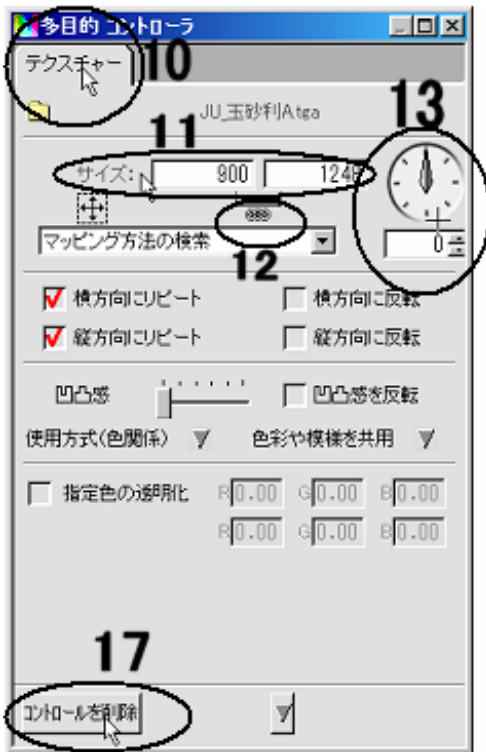 多目的 コントローラ
テクスチャー 10
JU_玉砂利A.tga
11 13
サイズ: 900 1248
12
マッピング方法の検索 0
横方向にリピート 横方向に反転
縦方向にリピート 縦方向に反転
凹凸感 凹凸感を反転
使用方式(色関係) 色彩や模様を共用
指定色の透明化 R 0.00 G 0.00 B 0.00
R 0.00 G 0.00 B 0.00
17
コントロールを削除